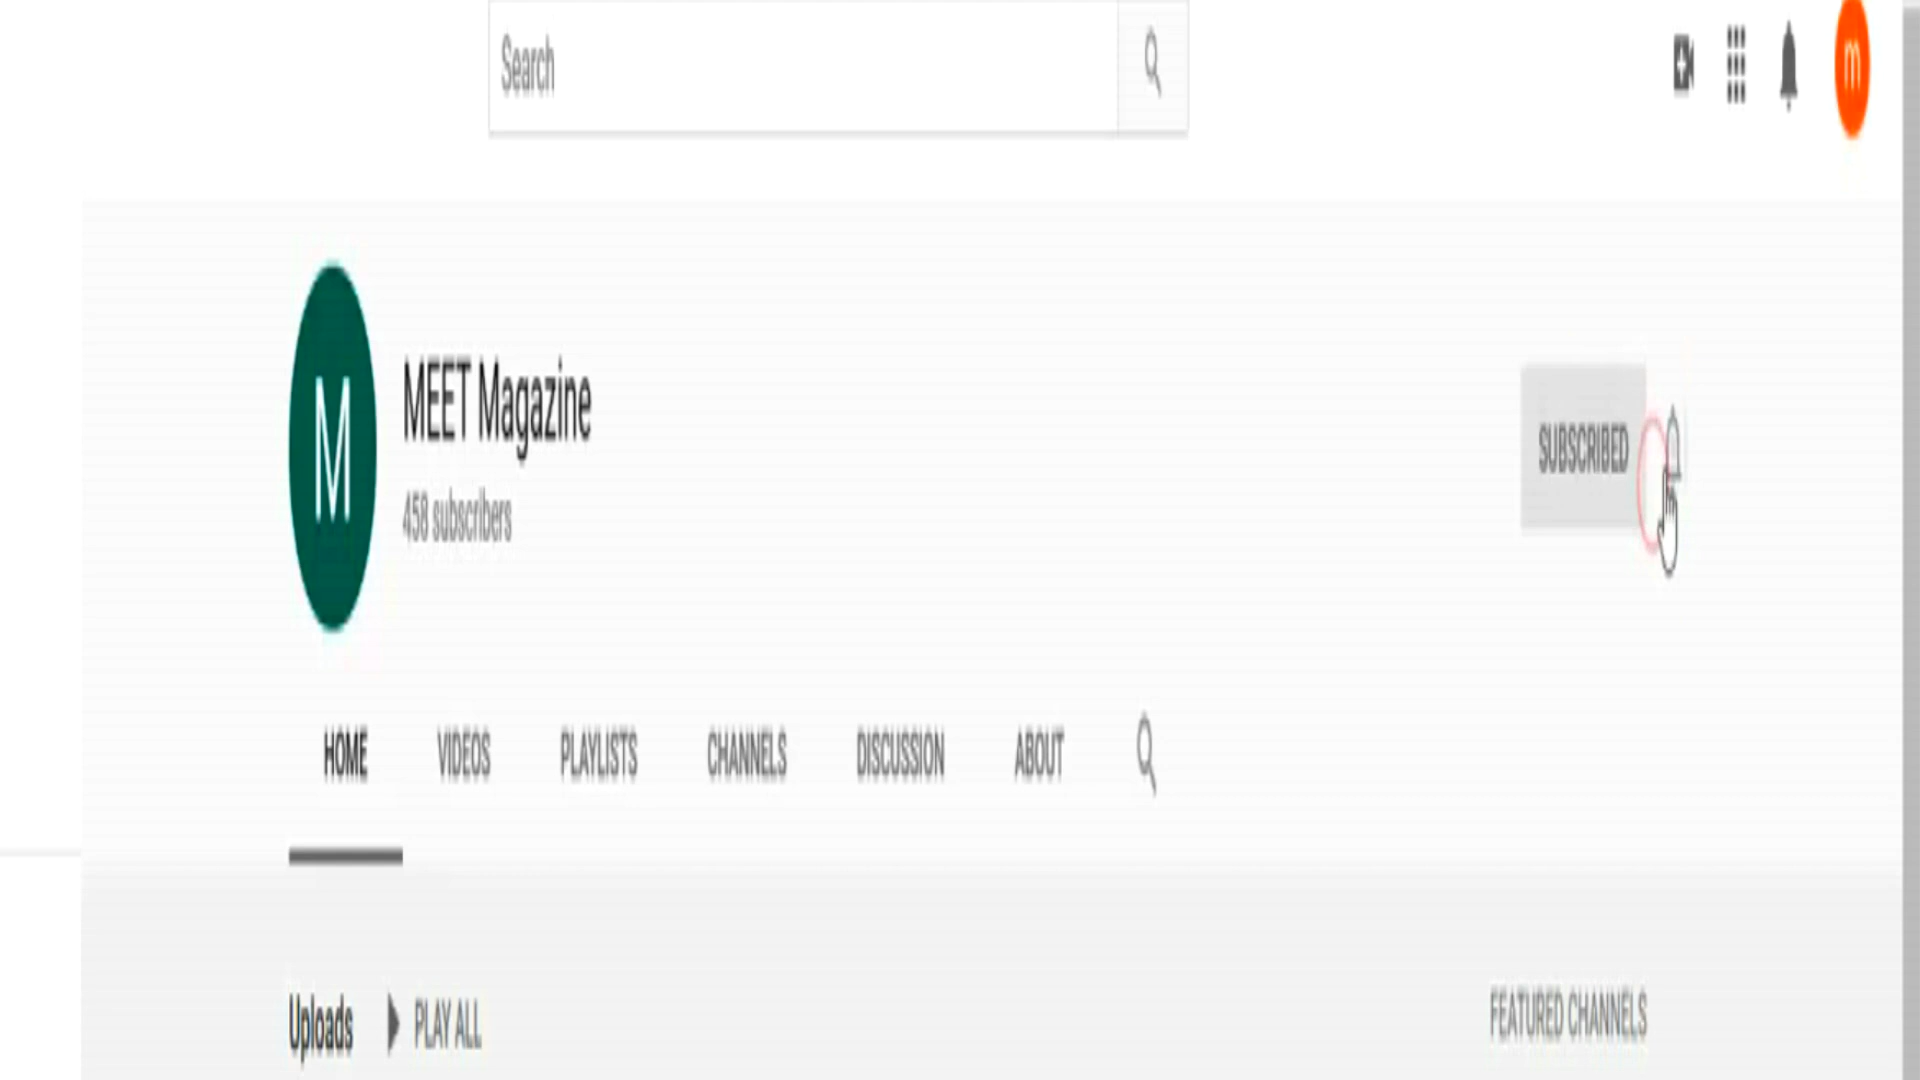 Search
m
M
MEET Magazine
458 subscribers
SUBSCRIBED
HOME VIDEOS PLAYLISTS CHANNELS DISCUSSION ABOUT
Uploads PLAY ALL
FEATURED CHANNELS